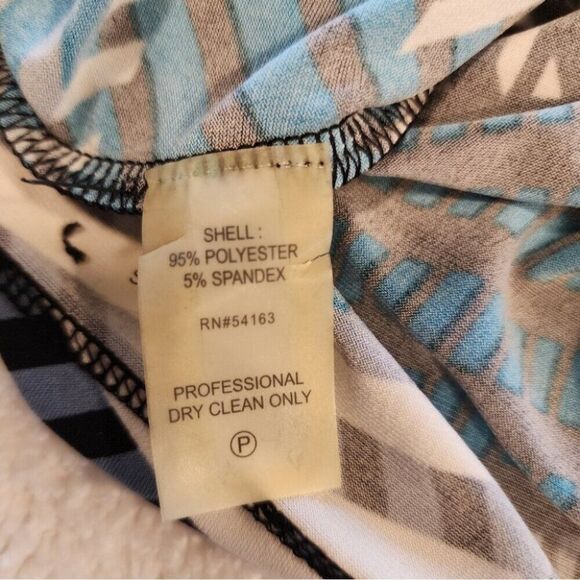 SHELL :
95% POLYESTER
5% SPANDEX
RN#54163
PROFESSIONAL
DRY CLEAN ONLY
P